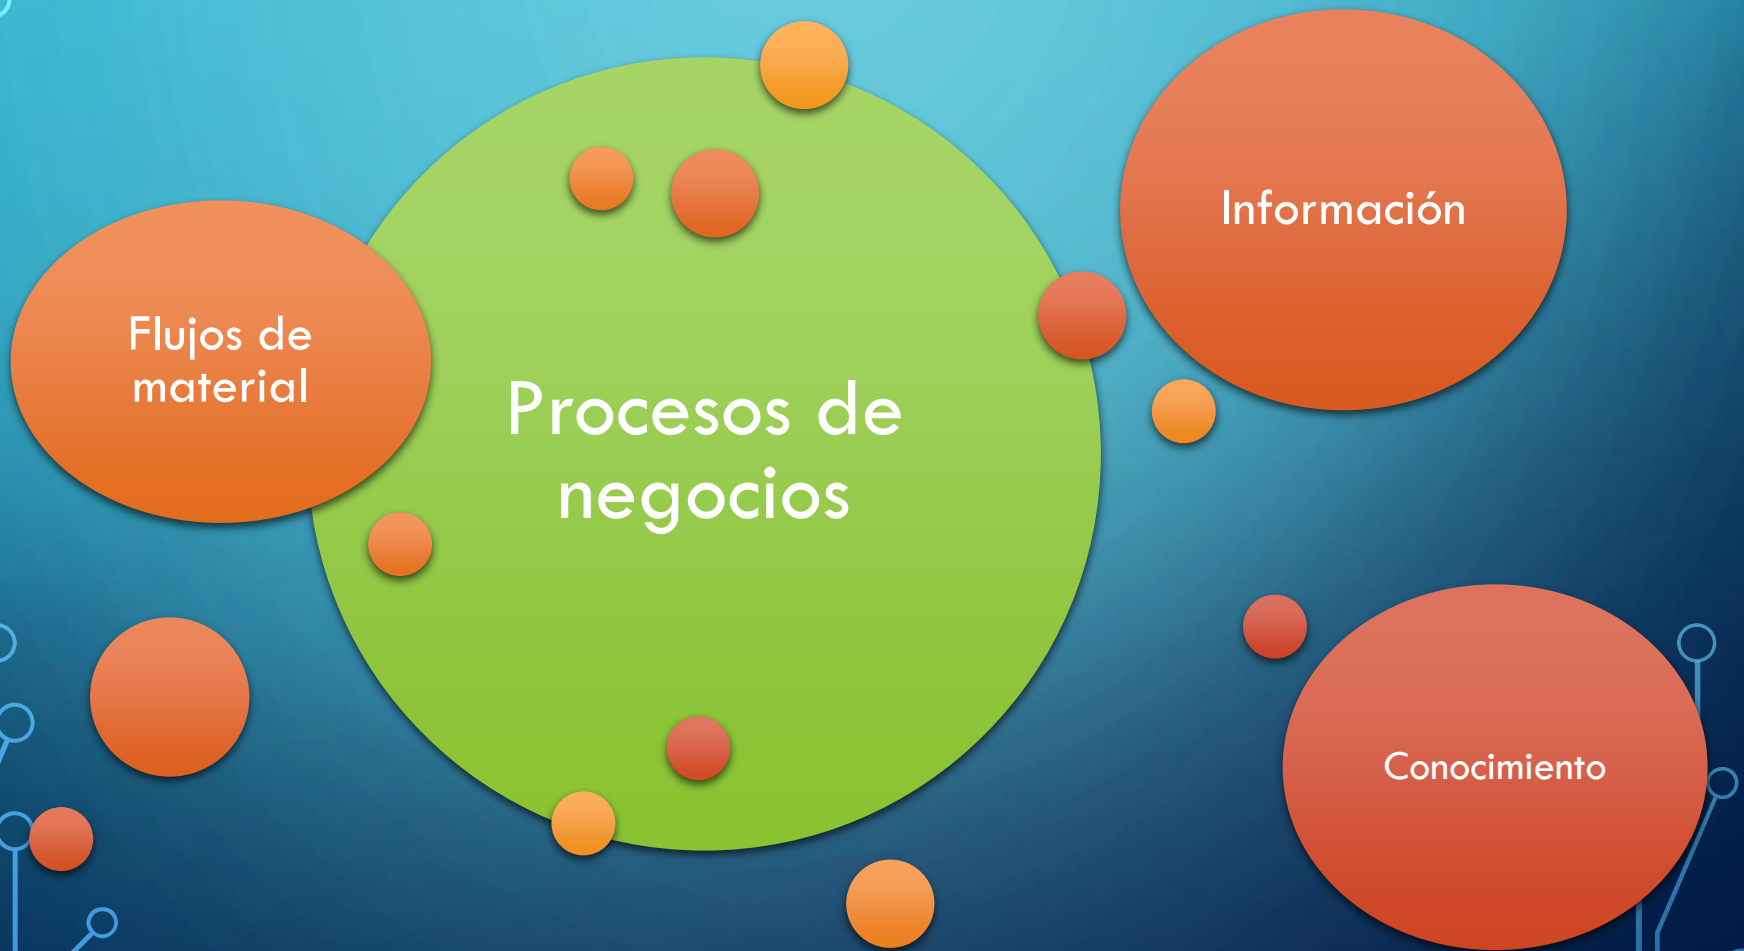 Flujos de
material
Procesos de
negocios
Información
Conocimiento